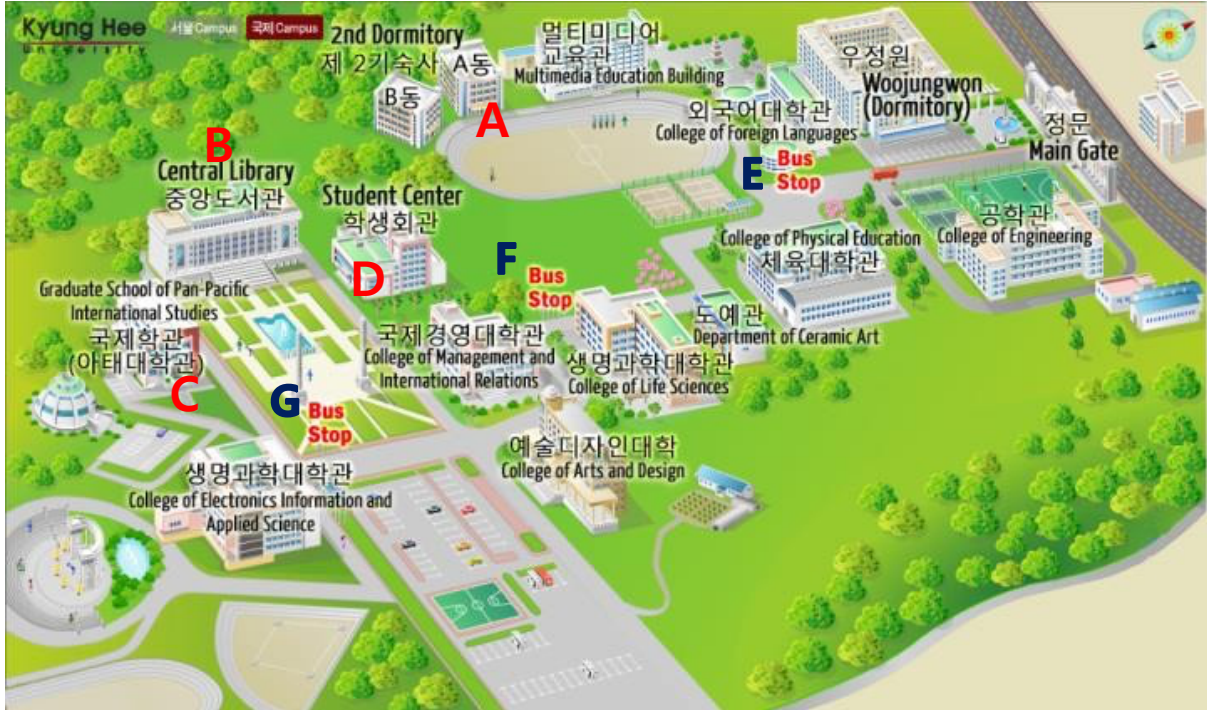 Kyung Hee
University
서울Campus
국제Campus
2nd Dormitory
제 2기숙사
A동
B동
A
멀티미디어
교육관
Multimedia Education Building
우정원
Woojungwon
(Dormitory)
외국어대학관
College of Foreign Languages
정문
Main Gate
E
Bus
Stop
B
Central Library
중앙도서관
Student Center
학생회관
D
F
Bus
Stop
College of Physical Education
체육대학관
공학관
College of Engineering
Graduate School of Pan-Pacific
International Studies
국제학관
(아태대학관)
C
국제경영대학관
College of Management and
International Relations
도예관
Department of Ceramic Art
생명과학대학관
College of Life Sciences
G
Bus
Stop
예술디자인대학
College of Arts and Design
생명과학대학관
College of Electronics Information and
Applied Science